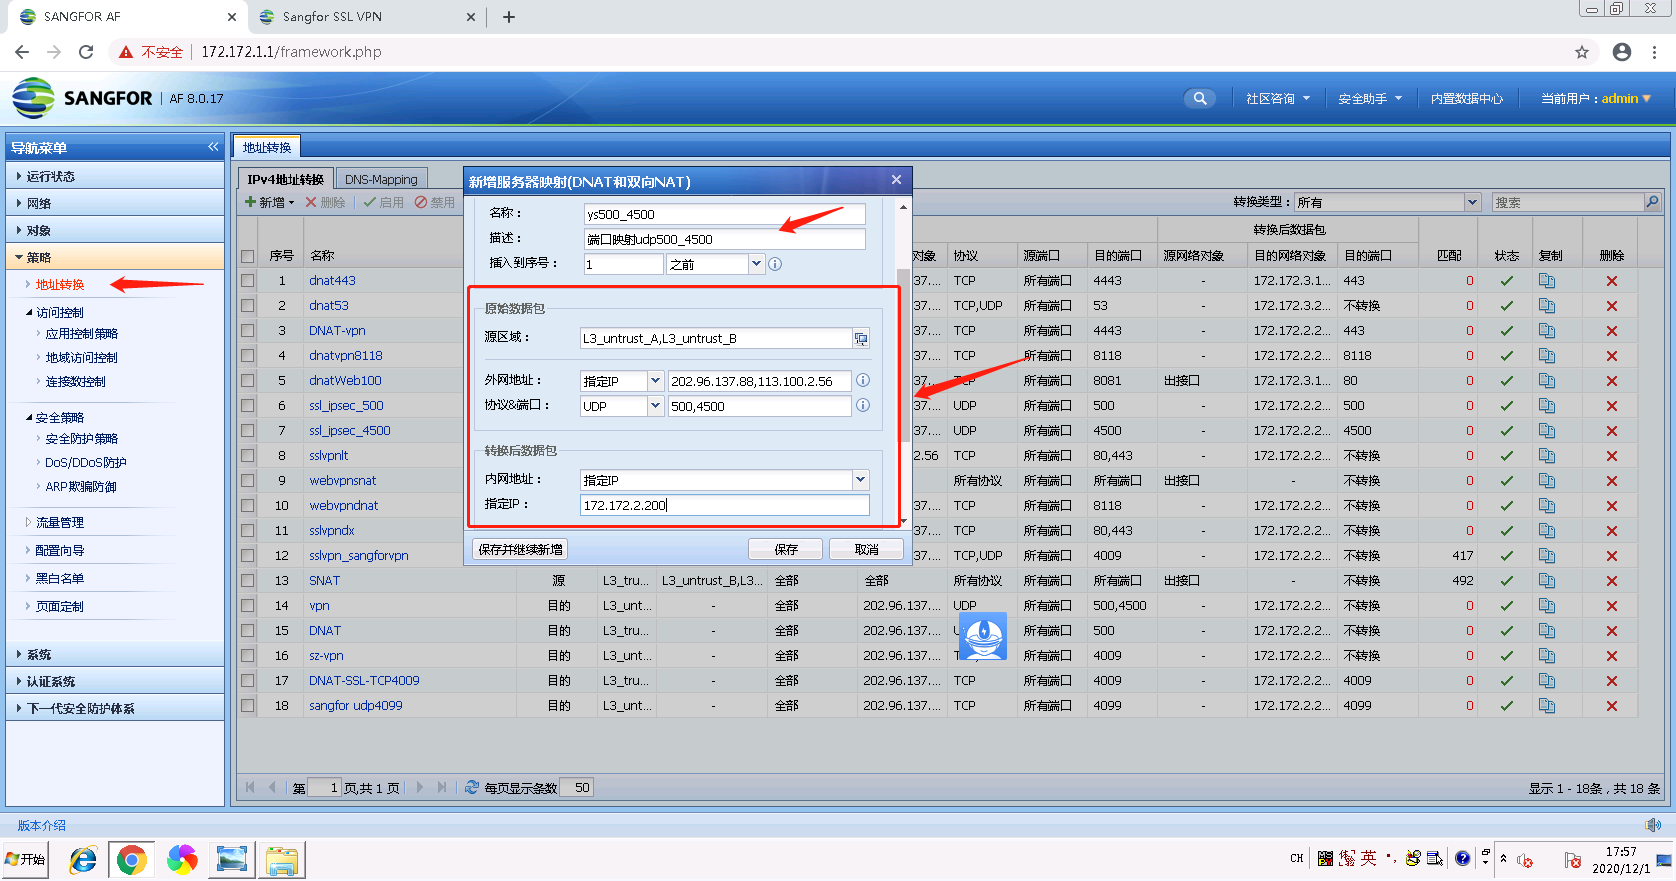 SANGFOR AF
Sangfor SSL VPN
不安全 172.172.1.1/framework.php
SANGFOR AF 8.0.17
社区咨询 安全助手 内置数据中心 当前用户：admin
导航菜单
运行状态
网络
对象
策略
地址转换
访问控制
应用控制策略
地域访问控制
连接数控制
安全策略
安全防护策略
DoS/DDoS防护
ARP欺骗防御
流量管理
配置向导
黑白名单
页面定制
系统
认证系统
下一代安全防护体系
地址转换
IPv4地址转换 DNS-Mapping
新增 删除 启用 禁用
转换类型： 所有 搜索
转换后数据包
序号 名称 对象 协议 源端口 目的端口 源网络对象 目的网络对象 目的端口 匹配 状态 复制 删除
1 dnat443 37.... TCP 所有端口 4443 - 172.172.3.1... 443 0
2 dnat53 37.... TCP,UDP 所有端口 53 - 172.172.3.2... 不转换 0
3 DNAT-vpn 37.... TCP 所有端口 4443 - 172.172.2.2... 443 0
4 dnatvpn8118 37.... TCP 所有端口 8118 - 172.172.2.2... 8118 0
5 dnatWeb100 37.... TCP 所有端口 8081 出接口 172.172.3.1... 80 0
6 ssl_ipsec_500 37.... UDP 所有端口 500 - 172.172.2.2... 500 0
7 ssl_ipsec_4500 37.... UDP 所有端口 4500 - 172.172.2.2... 4500 0
8 sslvpnlt 2.56 TCP 所有端口 80,443 - 172.172.2.2... 不转换 0
9 webvpnsnat 所有协议 所有端口 所有端口 出接口 - 不转换 0
10 webvpndnat 37.... TCP 所有端口 8118 - 172.172.2.2... 不转换 0
11 sslvpndx 37.... TCP 所有端口 80,443 - 172.172.2.2... 不转换 0
12 sslvpn_sangforvpn 37.... TCP,UDP 所有端口 4009 - 172.172.2.2... 不转换 417
13 SNAT 源 L3_tru... L3_untrust_B,L3... 全部 全部 所有协议 所有端口 所有端口 出接口 - 不转换 492
14 vpn 目的 L3_unt... - 全部 202.96.137.... UDP 所有端口 500,4500 - 172.172.2.2... 不转换 0
15 DNAT 目的 L3_tru... - 全部 202.96.137.... 所有端口 500 - 172.172.2.2... 不转换 0
16 sz-vpn 目的 L3_unt... - 全部 202.96.137.... 所有端口 4009 - 172.172.2.2... 不转换 0
17 DNAT-SSL-TCP4009 目的 L3_tru... - 全部 202.96.137.... TCP 所有端口 4009 - 172.172.2.2... 4009 0
18 sangfor udp4099 目的 L3_unt... - 全部 202.96.137.... TCP 所有端口 4099 - 172.172.2.2... 4099 0
新增服务器映射(DNAT和双向NAT)
名称： ys500_4500
描述： 端口映射udp500_4500
插入到序号： 1 之前
原始数据包
源区域： L3_untrust_A,L3_untrust_B
外网地址： 指定IP 202.96.137.88,113.100.2.56
协议&端口： UDP 500,4500
转换后数据包
内网地址： 指定IP
指定IP： 172.172.2.200
保存并继续新增 保存 取消
第 1 页,共 1 页 每页显示条数 50
显示 1 - 18条，共 18 条
版本介绍
开始
CH 英
17:57
2020/12/1